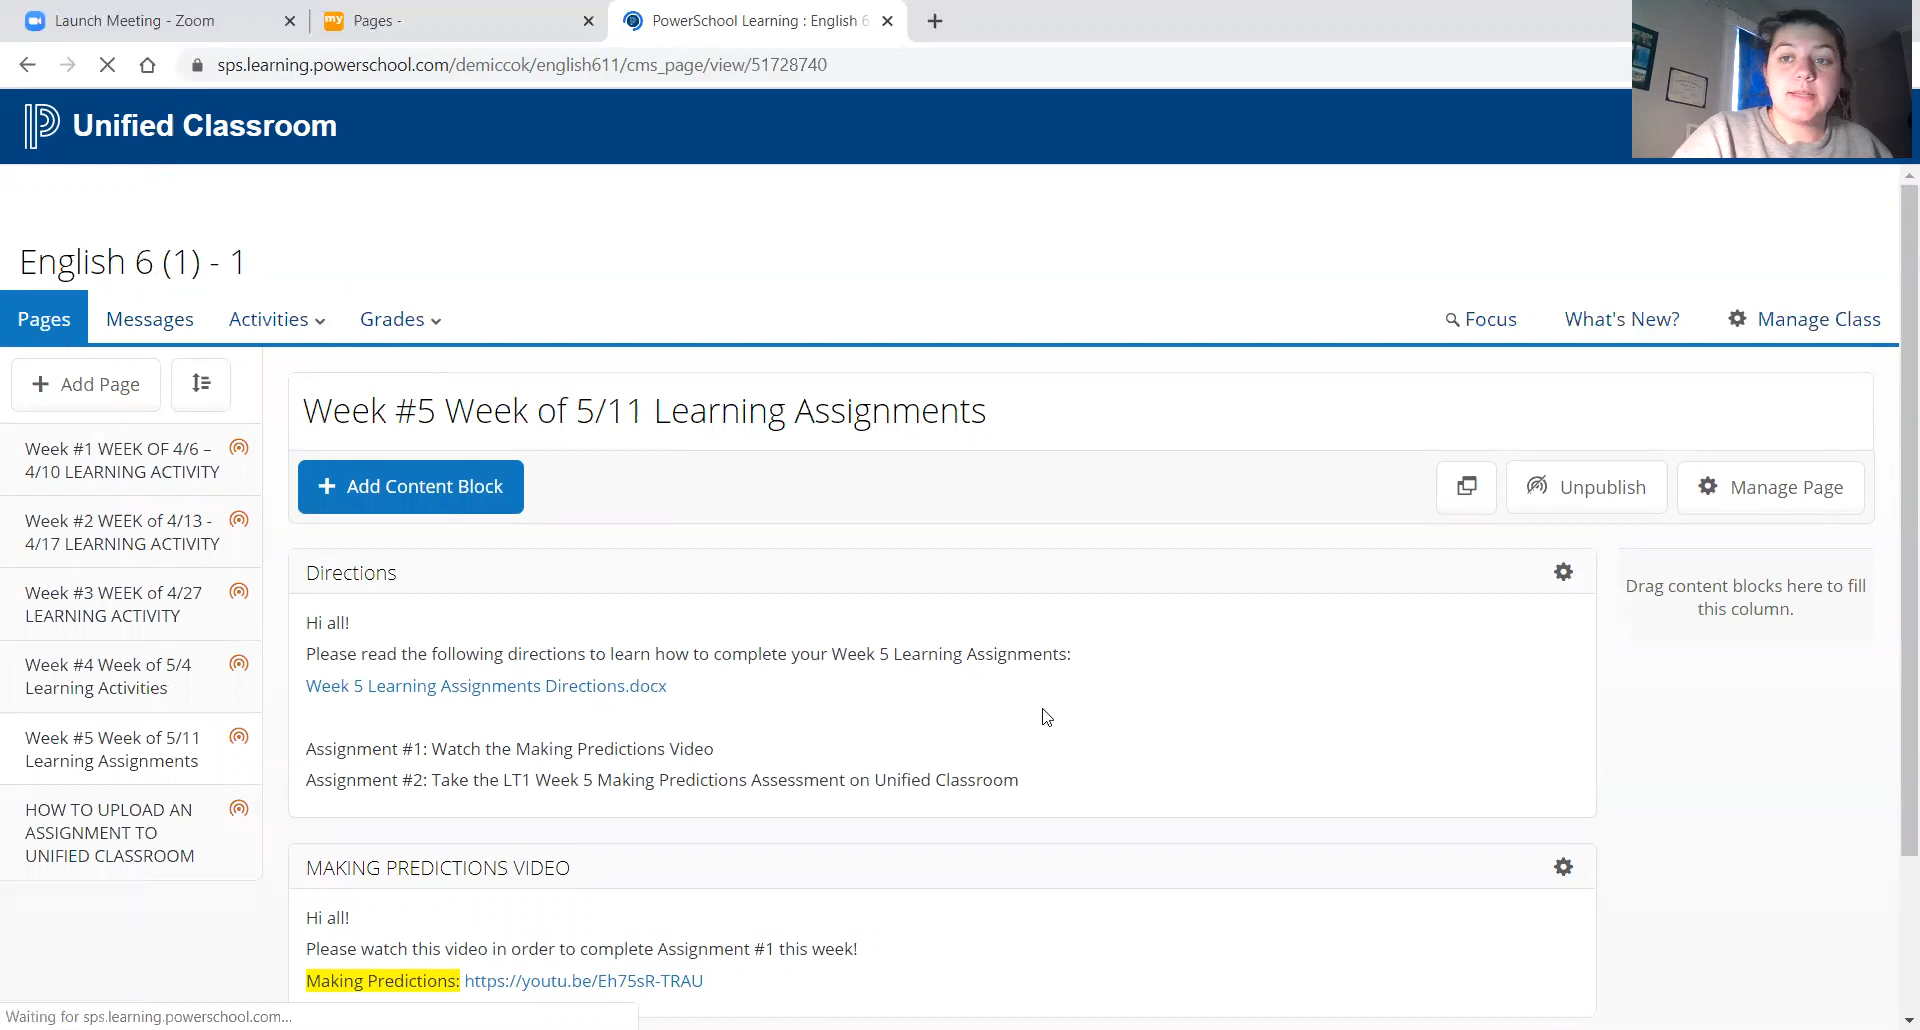 Launch Meeting - Zoom
my Pages -
PowerSchool Learning : English 6
sps.learning.powerschool.com/demiccok/english611/cms_page/view/51728740
Unified Classroom
English 6 (1) - 1
Pages Messages Activities Grades Focus What's New? Manage Class
+ Add Page
Week #1 WEEK OF 4/6 –
4/10 LEARNING ACTIVITY
Week #2 WEEK of 4/13 -
4/17 LEARNING ACTIVITY
Week #3 WEEK of 4/27
LEARNING ACTIVITY
Week #4 Week of 5/4
Learning Activities
Week #5 Week of 5/11
Learning Assignments
HOW TO UPLOAD AN
ASSIGNMENT TO
UNIFIED CLASSROOM
Week #5 Week of 5/11 Learning Assignments
+ Add Content Block
Unpublish
Manage Page
Directions
Hi all!
Please read the following directions to learn how to complete your Week 5 Learning Assignments:
Week 5 Learning Assignments Directions.docx
Assignment #1: Watch the Making Predictions Video
Assignment #2: Take the LT1 Week 5 Making Predictions Assessment on Unified Classroom
Drag content blocks here to fill
this column.
MAKING PREDICTIONS VIDEO
Hi all!
Please watch this video in order to complete Assignment #1 this week!
Making Predictions: https://youtu.be/Eh75sR-TRAU
Waiting for sps.learning.powerschool.com...